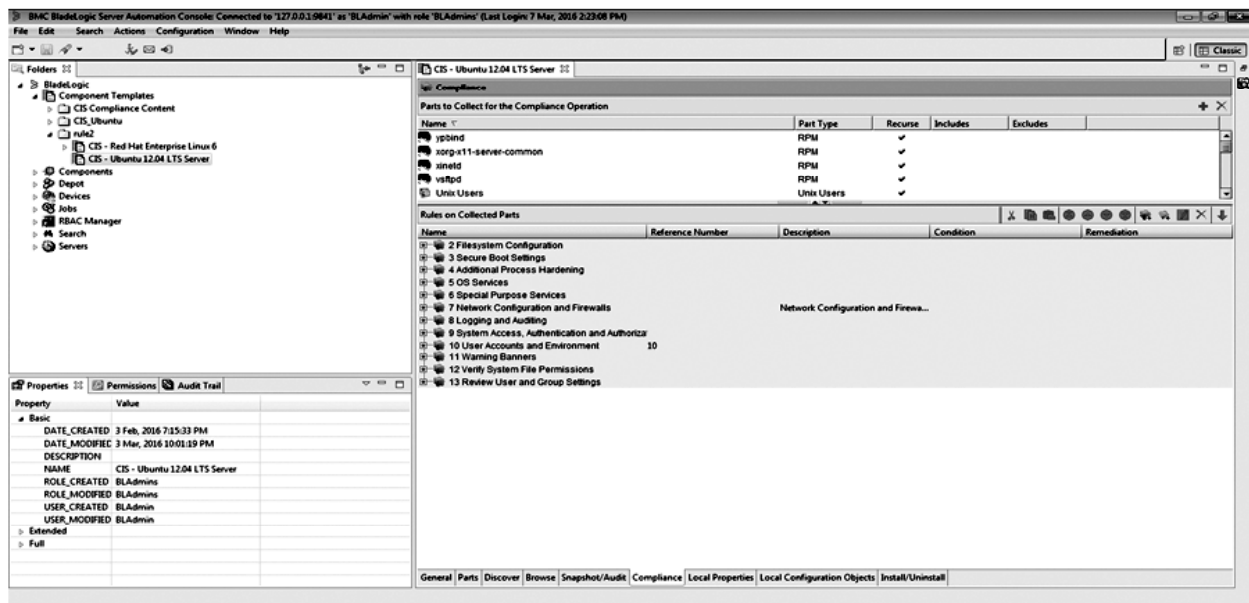 BMC BladeLogic Server Automation Console: Connected to '127.0.0.1:9841' as 'BLAdmin' with role 'BLAdmins' (Last Login: 7 Mar, 2016 2:23:08 PM)
File Edit Search Actions Configuration Window Help
Classic
Folders
BladeLogic
Component Templates
CIS Compliance Content
CIS_Ubuntu
rule2
CIS - Red Hat Enterprise Linux 6
CIS - Ubuntu 12.04 LTS Server
Components
Depot
Devices
Jobs
RBAC Manager
Search
Servers
Properties Permissions Audit Trail
Property Value
Basic
DATE_CREATED 3 Feb, 2016 7:15:33 PM
DATE_MODIFIEC 3 Mar, 2016 10:01:19 PM
DESCRIPTION
NAME CIS - Ubuntu 12.04 LTS Server
ROLE_CREATED BLAdmins
ROLE_MODIFIED BLAdmins
USER_CREATED BLAdmin
USER_MODIFIED BLAdmin
Extended
Full
CIS - Ubuntu 12.04 LTS Server
Compliance
Parts to Collect for the Compliance Operation
Name Part Type Recurse Includes Excludes
ypbind RPM
xorg-x11-server-common RPM
xinetd RPM
vsftpd RPM
Unix Users Unix Users
Rules on Collected Parts
Name Reference Number Description Condition Remediation
2 Filesystem Configuration
3 Secure Boot Settings
4 Additional Process Hardening
5 OS Services
6 Special Purpose Services
7 Network Configuration and Firewalls Network Configuration and Firewa...
8 Logging and Auditing
9 System Access, Authentication and Authoriza
10 User Accounts and Environment 10
11 Warning Banners
12 Verify System File Permissions
13 Review User and Group Settings
General Parts Discover Browse Snapshot/Audit Compliance Local Properties Local Configuration Objects Install/Uninstall